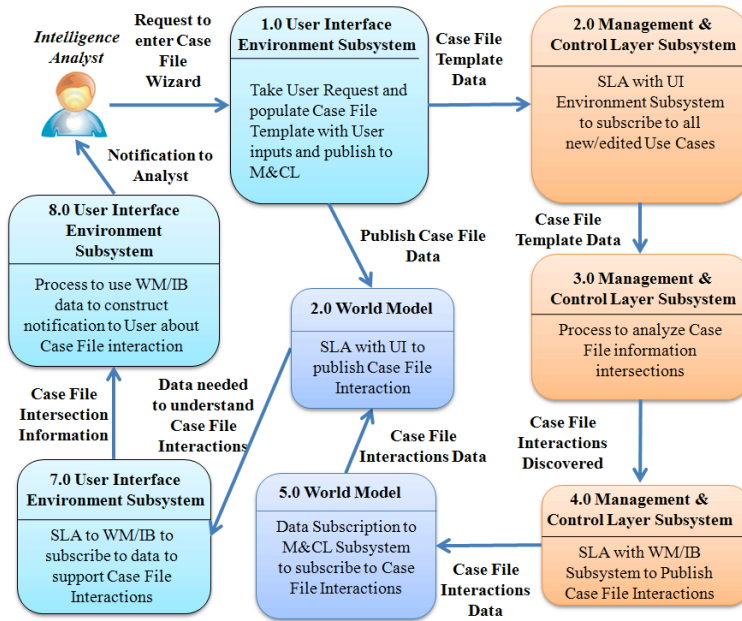 Intelligence
Analyst
Request to
enter Case
File
Wizard
1.0 User Interface
Environment Subsystem
Take User Request and
populate Case File
Template with User
inputs and publish to
M&CL
Case File
Template
Data
2.0 Management &
Control Layer Subsystem
SLA with UI
Environment Subsystem
to subscribe to all
new/edited Use Cases
Notification to
Analyst
8.0 User Interface
Environment
Subsystem
Process to use WM/IB
data to construct
notification to User about
Case File interaction
Publish Case File
Data
Case File
Template Data
2.0 World Model
SLA with UI to
publish Case File
Interaction
3.0 Management &
Control Layer Subsystem
Process to analyze Case
File information
intersections
Case File
Intersection
Information
Data needed
to understand
Case File
Interactions
Case File
Interactions Data
Case File
Interactions
Discovered
7.0 User Interface
Environment Subsystem
SLA to WM/IB to
subscribe to data to
support Case File
Interactions
5.0 World Model
Data Subscription to
M&CL Subsystem
to subscribe to Case
File Interactions
Case File
Interactions
Data
4.0 Management &
Control Layer Subsystem
SLA with WM/IB
Subsystem to Publish
Case File Interactions